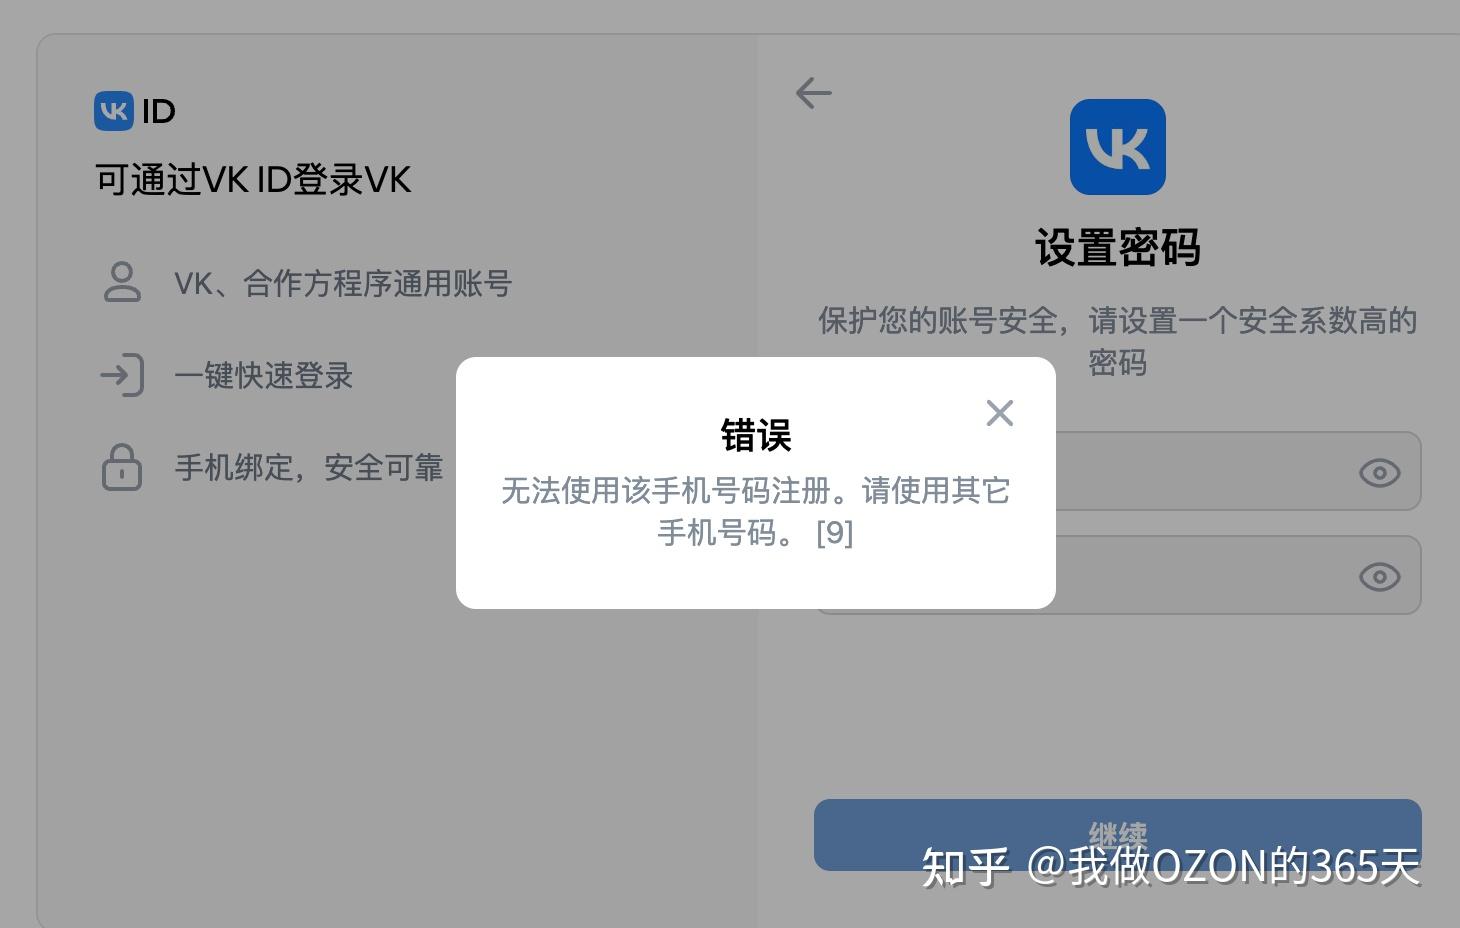 VK ID
可通过VK ID登录VK
VK、合作方程序通用账号
一键快速登录
手机绑定，安全可靠
VK
设置密码
保护您的账号安全，请设置一个安全系数高的
密码
错误
无法使用该手机号码注册。请使用其它
手机号码。 [9]
继续
知乎 @我做OZON的365天